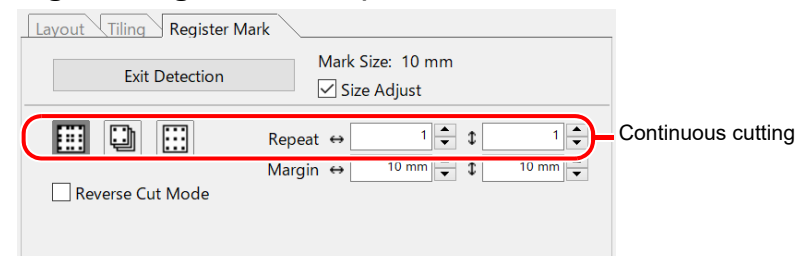 Layout Tiling Register Mark
Exit Detection
Mark Size: 10 mm
Size Adjust
Repeat ↔ 1 ↕ 1
Continuous cutting
Margin ↔ 10 mm ↕ 10 mm
Reverse Cut Mode